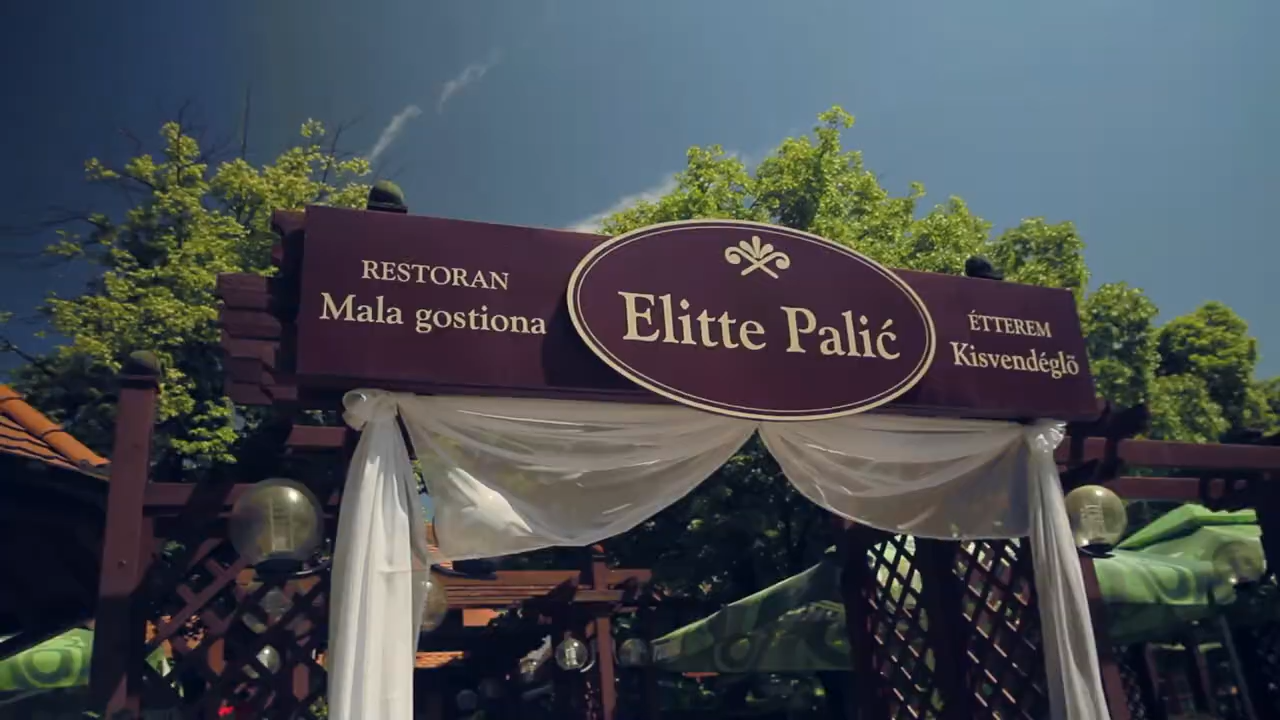 RESTORAN
Mala gostiona
Elitte Palić
ÉTTEREM
Kisvendéglő